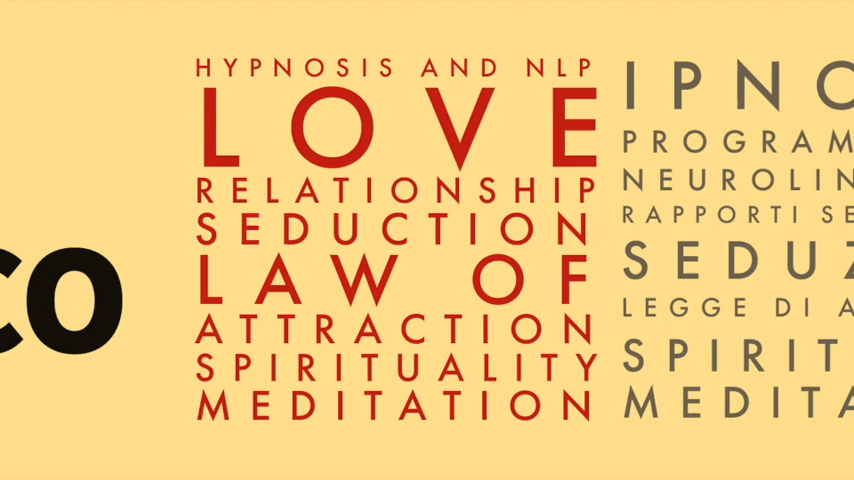 co
HYPNOSIS AND NLP
LOVE
RELATIONSHIP
SEDUCTION
LAW OF
ATTRACTION
SPIRITUALITY
MEDITATION
IPNO
PROGRAM
NEUROLIN
RAPPORTI SE
SEDUZ
LEGGE DI A
SPIRIT
MEDITA